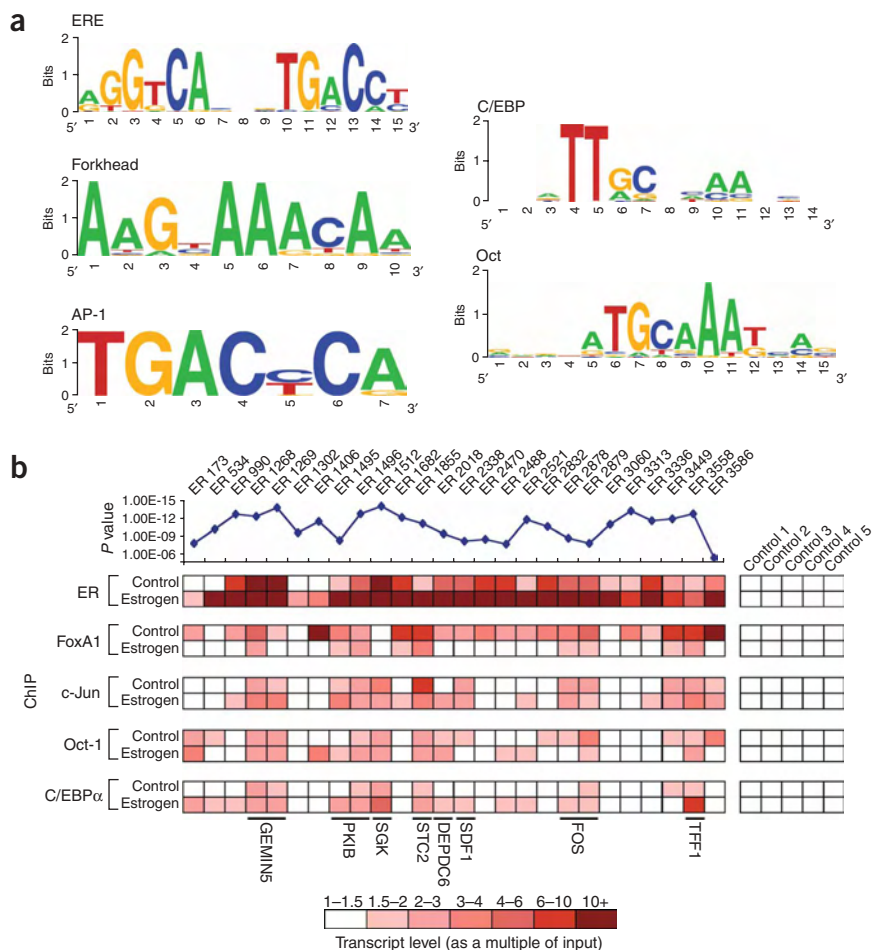 a
ERE
Bits
2
1
0
5′ 1 2 3 4 5 6 7 8 9 10 11 12 13 14 15 3′
C/EBP
Bits
2
1
0
5′ 1 2 3 4 5 6 7 8 9 10 11 12 13 14 3′
Forkhead
Bits
2
1
0
5′ 1 2 3 4 5 6 7 8 9 10 3′
Oct
Bits
2
1
0
5′ 1 2 3 4 5 6 7 8 9 10 11 12 13 14 15 3′
AP-1
Bits
2
1
0
5′ 1 2 3 4 5 6 7 3′
b
ER 173
ER 534
ER 990
ER 1268
ER 1269
ER 1302
ER 1406
ER 1495
ER 1496
ER 1512
ER 1682
ER 1855
ER 2018
ER 2338
ER 2470
ER 2488
ER 2521
ER 2832
ER 2878
ER 2879
ER 3060
ER 3313
ER 3336
ER 3449
ER 3558
ER 3586
P value
1.00E-15
1.00E-12
1.00E-09
1.00E-06
Control 1
Control 2
Control 3
Control 4
Control 5
ChIP
ER
Control
Estrogen
FoxA1
Control
Estrogen
c-Jun
Control
Estrogen
Oct-1
Control
Estrogen
C/EBPα
Control
Estrogen
GEMIN5
PKIB
SGK
STC2
DEPDC6
SDF1
FOS
TFF1
1–1.5 1.5–2 2–3 3–4 4–6 6–10 10+
Transcript level (as a multiple of input)